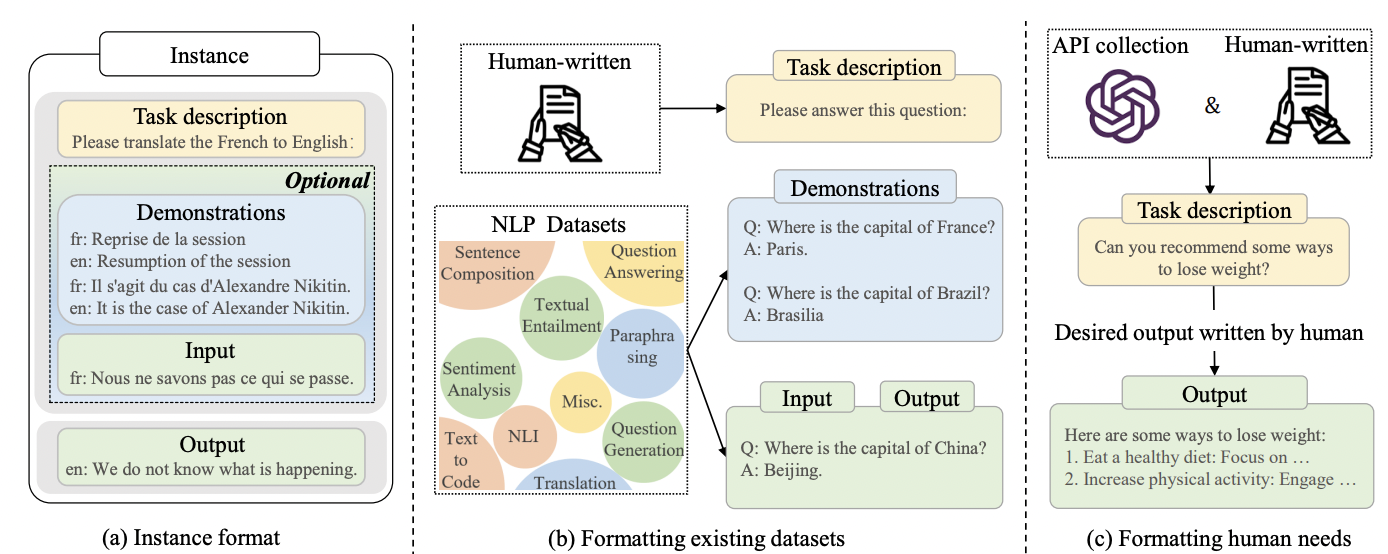 Instance
Task description
Please translate the French to English:
Optional
Demonstrations
fr: Reprise de la session
en: Resumption of the session
fr: Il s'agit du cas d'Alexandre Nikitin.
en: It is the case of Alexander Nikitin.
Input
fr: Nous ne savons pas ce qui se passe.
Output
en: We do not know what is happening.
(a) Instance format
Human-written
Task description
Please answer this question:
NLP Datasets
Sentence
Composition
Question
Answering
Textual
Entailment
Paraphra
sing
Sentiment
Analysis
Misc.
NLI
Question
Generation
Text
to
Code
Translation
Demonstrations
Q: Where is the capital of France?
A: Paris.
Q: Where is the capital of Brazil?
A: Brasilia
Input
Output
Q: Where is the capital of China?
A: Beijing.
(b) Formatting existing datasets
API collection
&
Human-written
Task description
Can you recommend some ways
to lose weight?
Desired output written by human
Output
Here are some ways to lose weight:
1. Eat a healthy diet: Focus on …
2. Increase physical activity: Engage …
(c) Formatting human needs